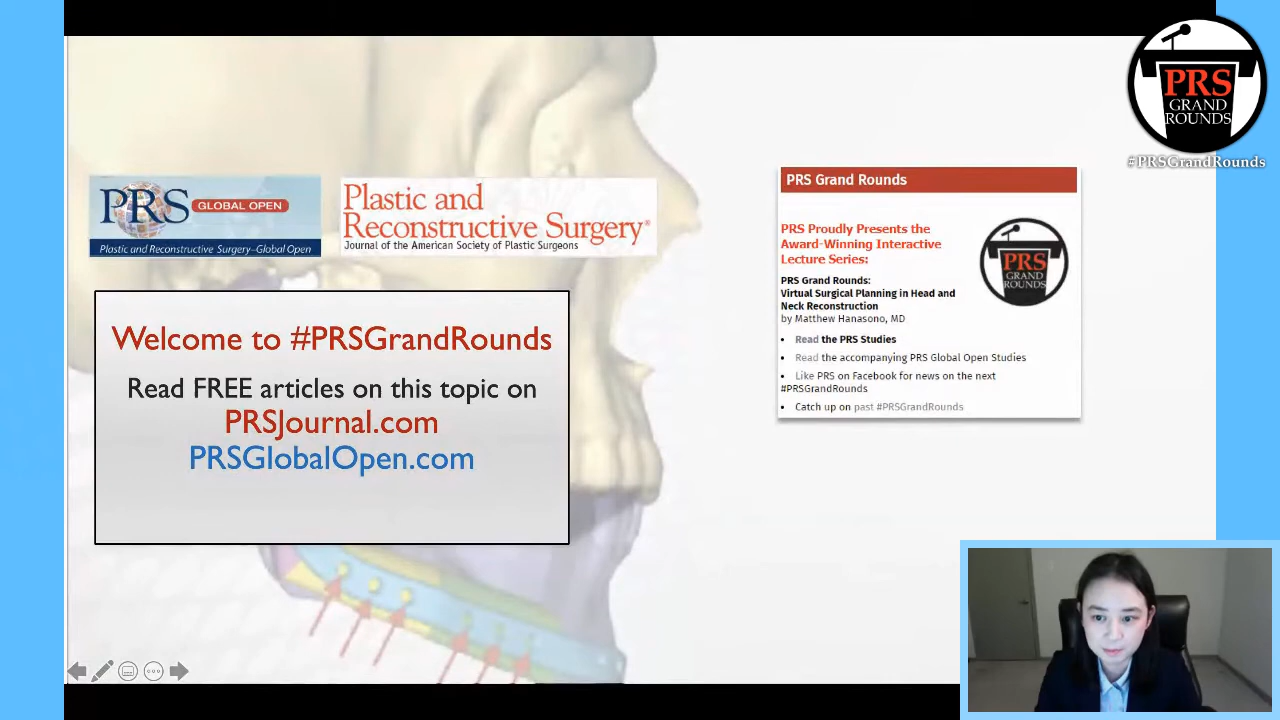 PRS
GRAND
ROUNDS
#PRSGrandRounds
PRS GLOBAL OPEN
Plastic and Reconstructive Surgery–Global Open
Plastic and
Reconstructive Surgery®
Journal of the American Society of Plastic Surgeons
Welcome to #PRSGrandRounds
Read FREE articles on this topic on
PRSJournal.com
PRSGlobalOpen.com
PRS Grand Rounds
PRS Proudly Presents the
Award-Winning Interactive
Lecture Series:
PRS Grand Rounds:
Virtual Surgical Planning in Head and
Neck Reconstruction
by Matthew Hanasono, MD
• Read the PRS Studies
• Read the accompanying PRS Global Open Studies
• Like PRS on Facebook for news on the next
#PRSGrandRounds
• Catch up on past #PRSGrandRounds
PRS
GRAND
ROUNDS